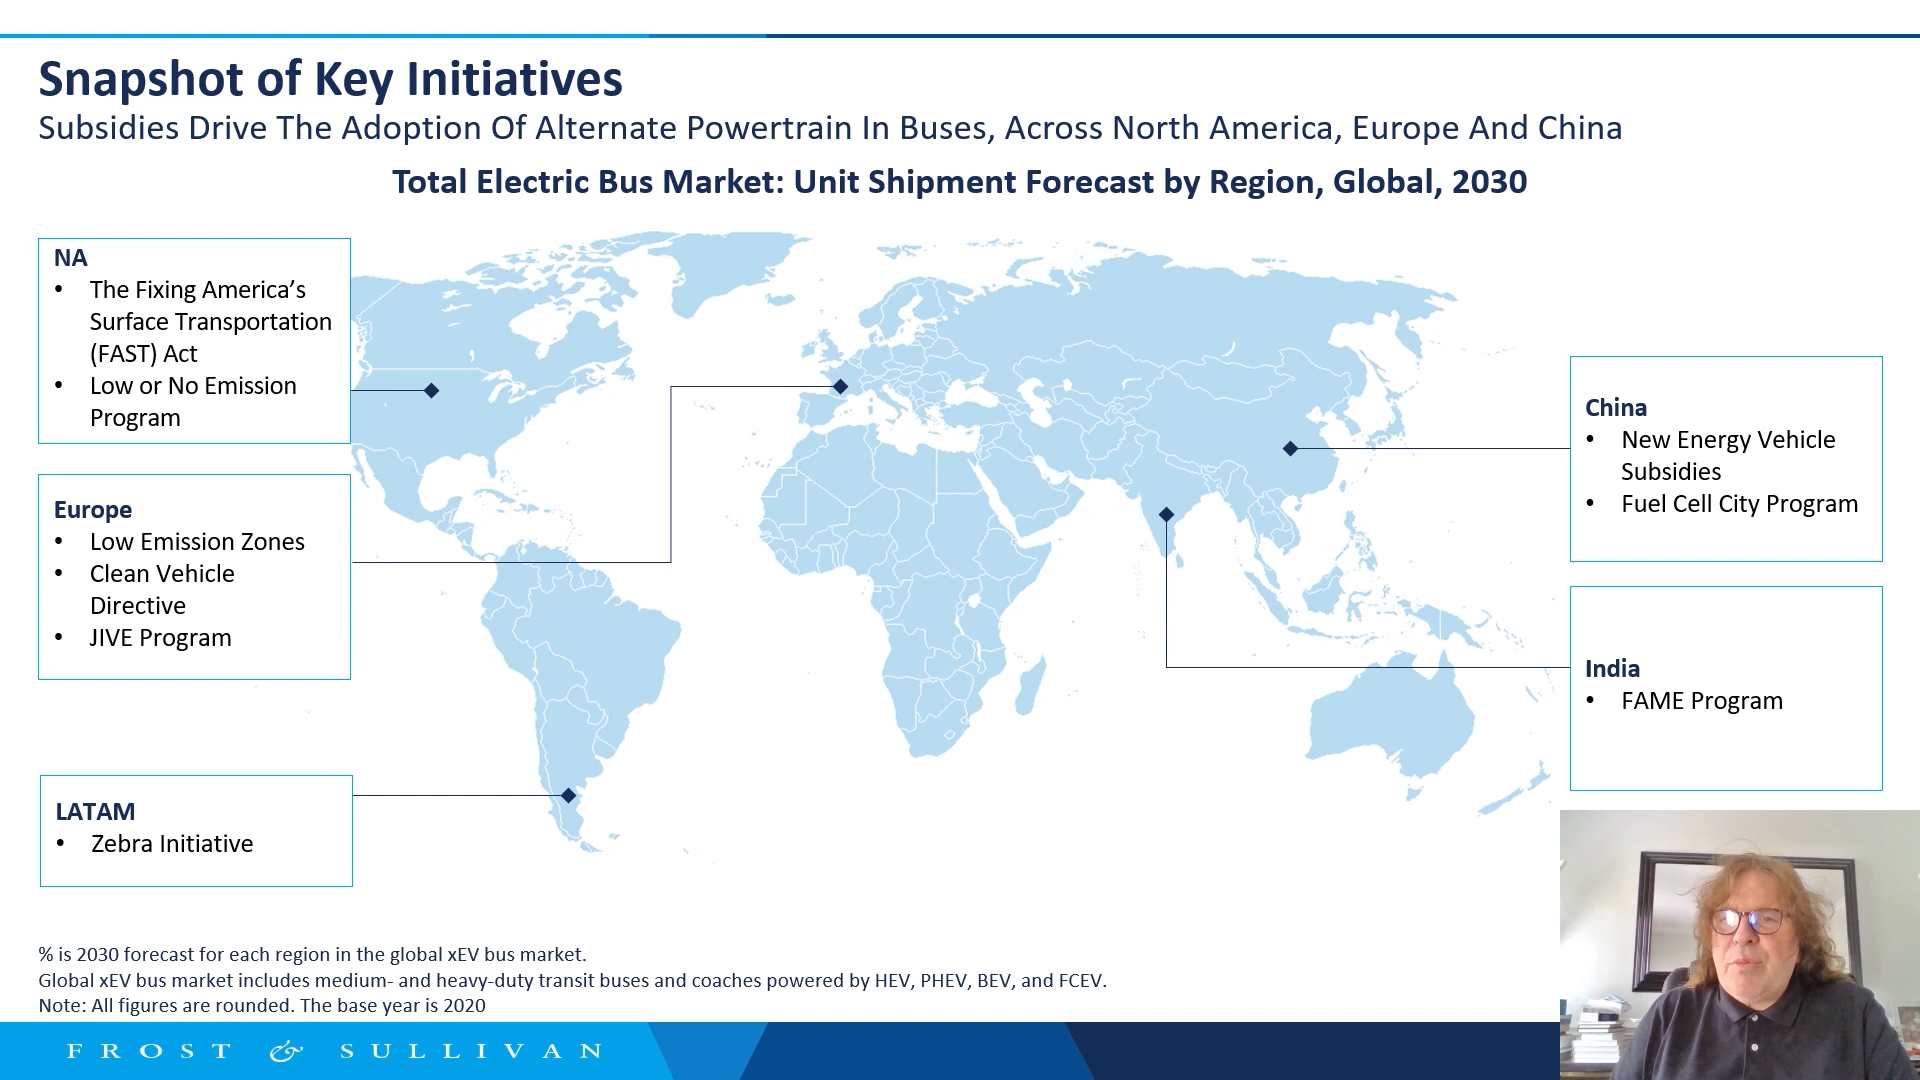 Snapshot of Key Initiatives
Subsidies Drive The Adoption Of Alternate Powertrain In Buses, Across North America, Europe And China
Total Electric Bus Market: Unit Shipment Forecast by Region, Global, 2030
NA
• The Fixing America’s
Surface Transportation
(FAST) Act
• Low or No Emission
Program
Europe
• Low Emission Zones
• Clean Vehicle
Directive
• JIVE Program
LATAM
• Zebra Initiative
China
• New Energy Vehicle
Subsidies
• Fuel Cell City Program
India
• FAME Program
% is 2030 forecast for each region in the global xEV bus market.
Global xEV bus market includes medium- and heavy-duty transit buses and coaches powered by HEV, PHEV, BEV, and FCEV.
Note: All figures are rounded. The base year is 2020
FROST & SULLIVAN